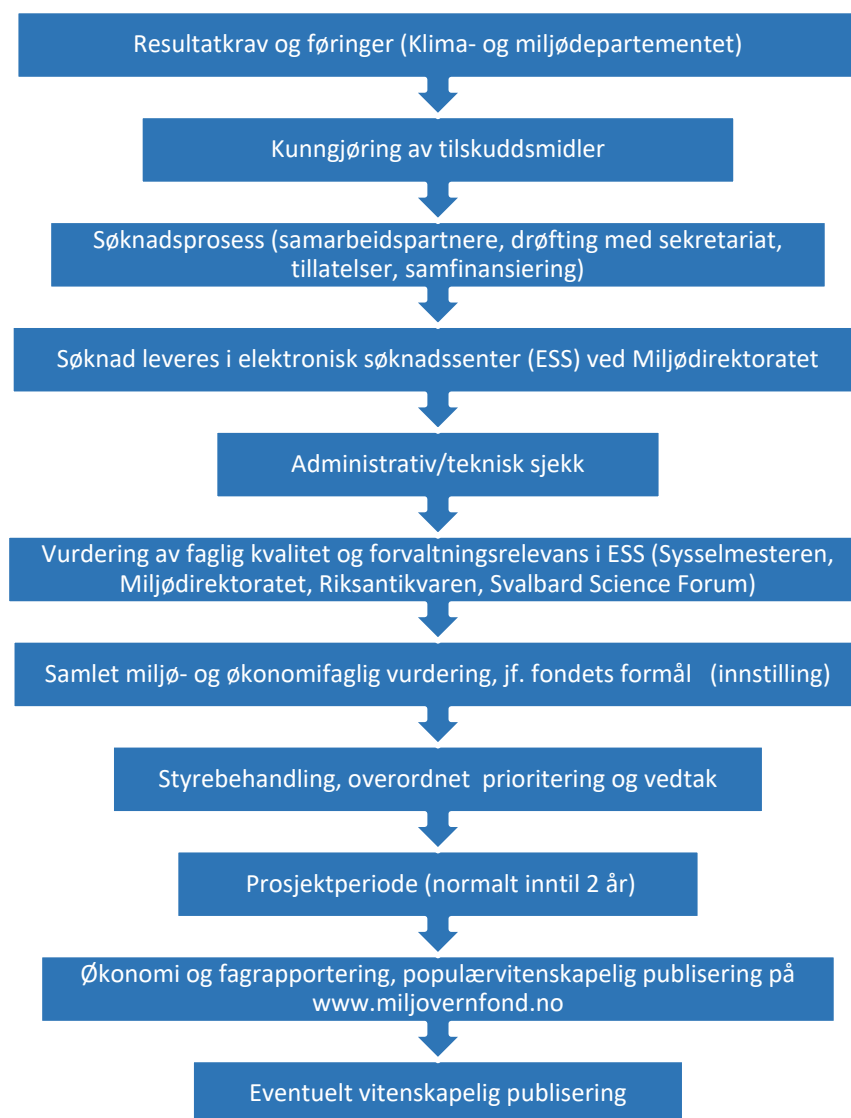 Resultatkrav og føringer (Klima- og miljødepartementet)
Kunngjøring av tilskuddsmidler
Søknadsprosess (samarbeidspartnere, drøfting med sekretariat,
tillatelser, samfinansiering)
Søknad leveres i elektronisk søknadssenter (ESS) ved Miljødirektoratet
Administrativ/teknisk sjekk
Vurdering av faglig kvalitet og forvaltningsrelevans i ESS (Sysselmesteren,
Miljødirektoratet, Riksantikvaren, Svalbard Science Forum)
Samlet miljø- og økonomifaglig vurdering, jf. fondets formål (innstilling)
Styrebehandling, overordnet prioritering og vedtak
Prosjektperiode (normalt inntil 2 år)
Økonomi og fagrapportering, populærvitenskapelig publisering på
www.miljovernfond.no
Eventuelt vitenskapelig publisering